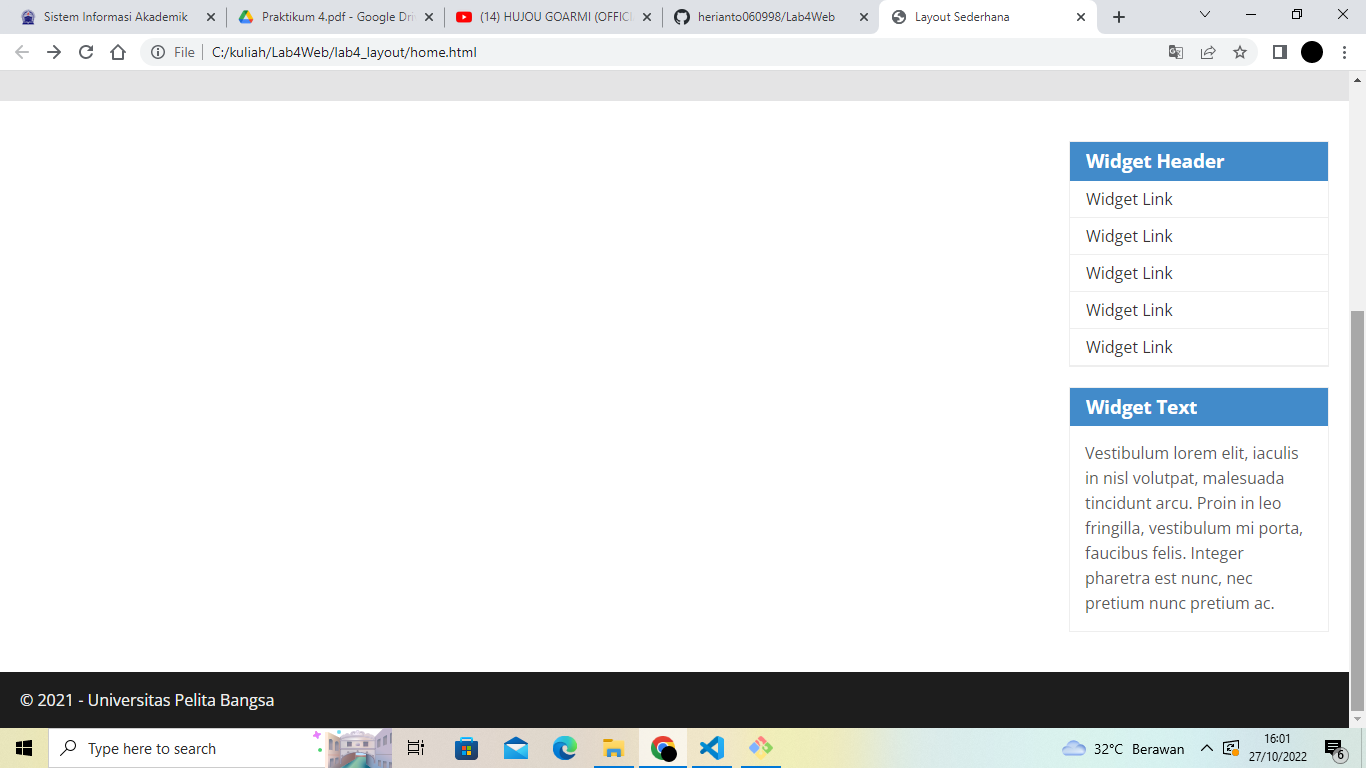 Sistem Informasi Akademik
Praktikum 4.pdf - Google Dri
(14) HUJOU GOARMI (OFFICI
herianto060998/Lab4Web
Layout Sederhana
File
C:/kuliah/Lab4Web/lab4_layout/home.html
Widget Header
Widget Link
Widget Link
Widget Link
Widget Link
Widget Link
Widget Text
Vestibulum lorem elit, iaculis
in nisl volutpat, malesuada
tincidunt arcu. Proin in leo
fringilla, vestibulum mi porta,
faucibus felis. Integer
pharetra est nunc, nec
pretium nunc pretium ac.
© 2021 - Universitas Pelita Bangsa
Type here to search
32°C Berawan
16:01
27/10/2022
6